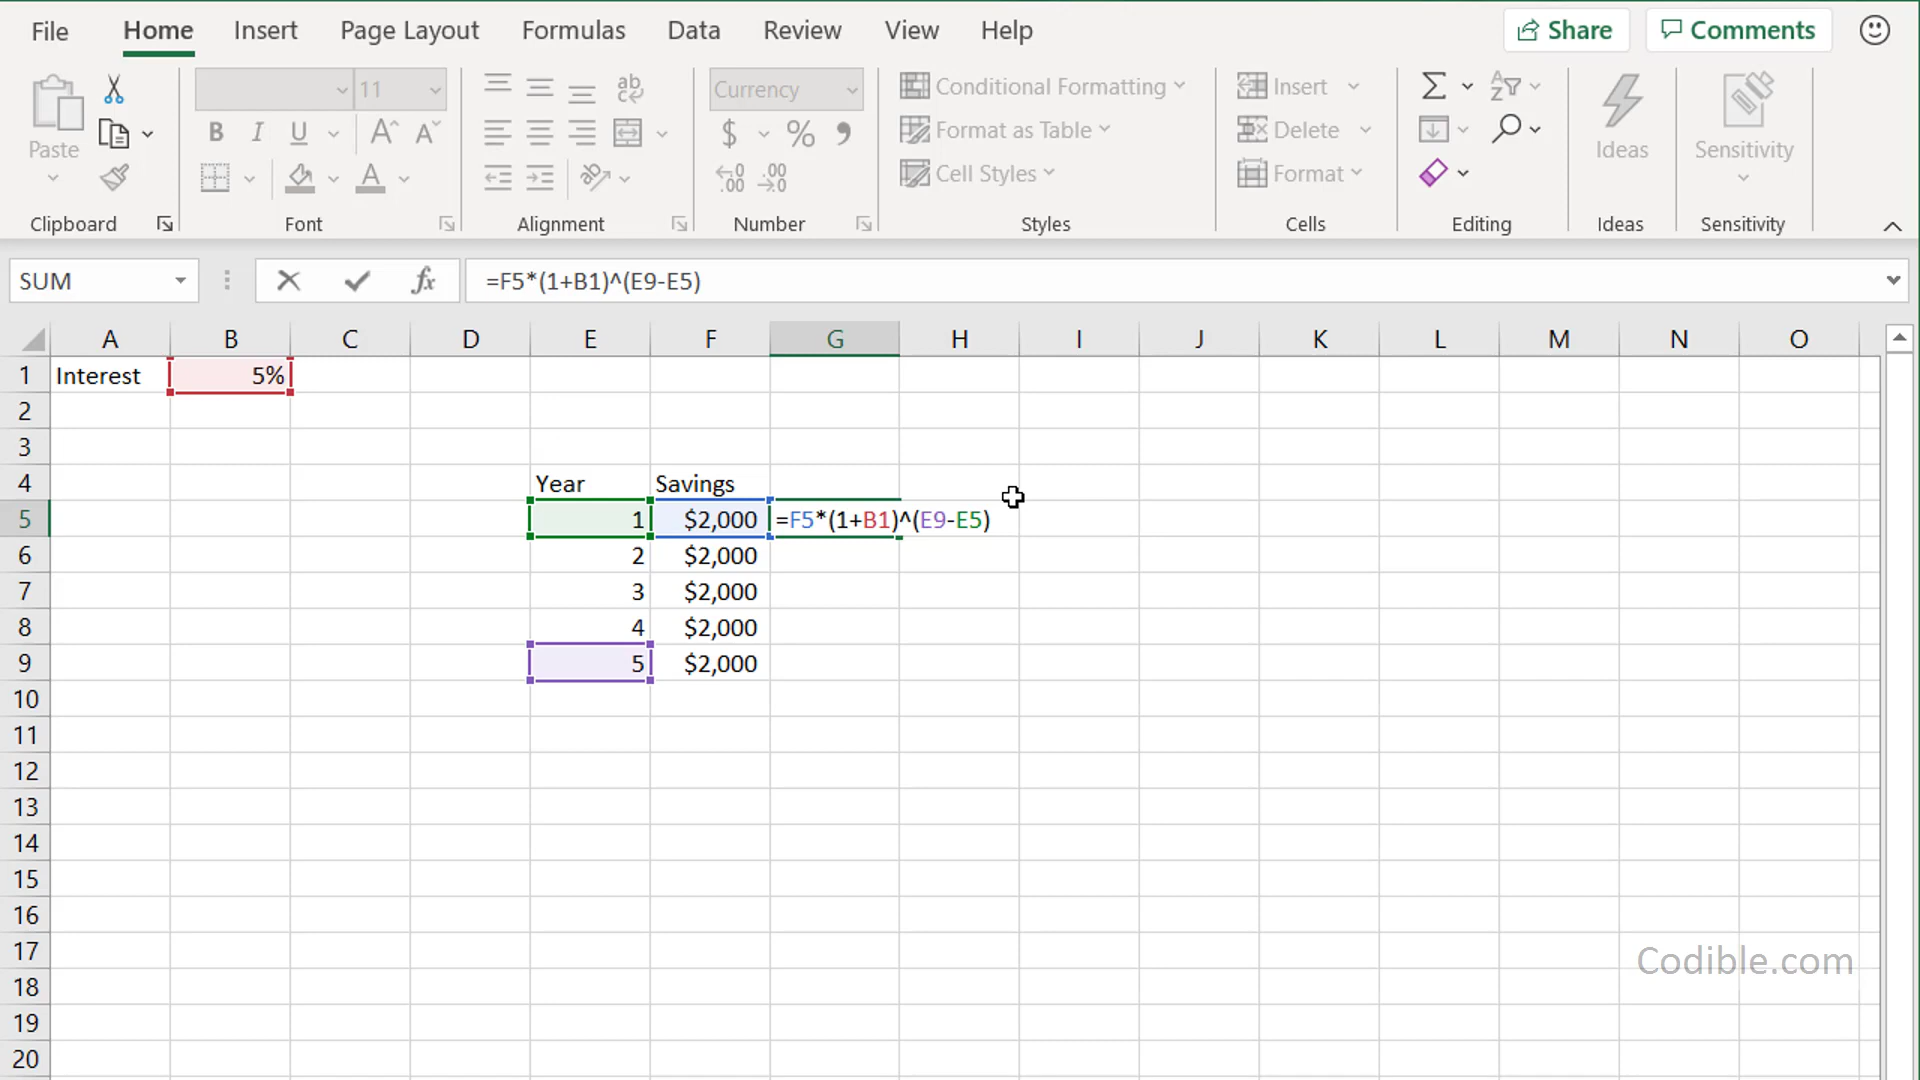 File Home Insert Page Layout Formulas Data Review View Help Share Comments
11 Currency Conditional Formatting Insert
Paste B I U $ % Format as Table Delete Ideas Sensitivity
Cell Styles Format
Clipboard Font Alignment Number Styles Cells Editing Ideas Sensitivity
SUM fx =F5*(1+B1)^(E9-E5)
A B C D E F G H I J K L M N O
1 Interest 5%
2
3
4 Year Savings
5 1 $2,000 =F5*(1+B1)^(E9-E5)
6 2 $2,000
7 3 $2,000
8 4 $2,000
9 5 $2,000
10
11
12
13
14
15
16
17
Codible.com
18
19
20